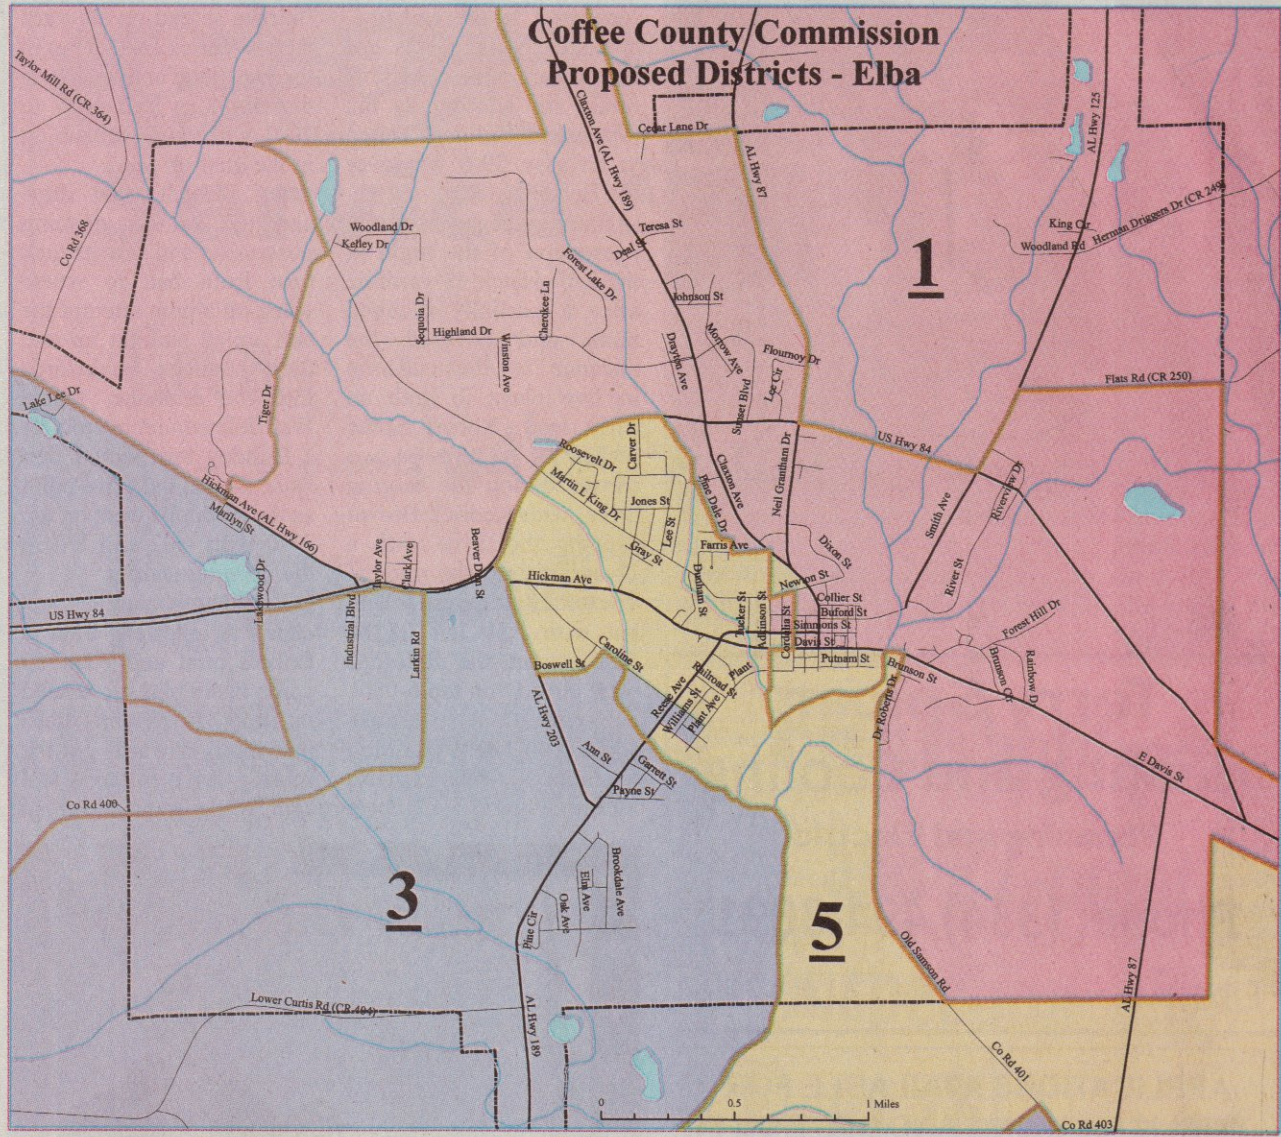 Coffee County Commission
Proposed Districts - Elba
Taylor Mill Rd (CR 364)
Claxton Ave (AL Hwy 189)
Cedar Lane Dr
AL Hwy 87
AL Hwy 125
Co Rd 368
Woodland Dr
Kelley Dr
Teresa St
Deal St
Forest Lake Dr
King Cir
Woodland Rd
Herman Driggers Dr (CR 249)
1
Sequoia Dr
Highland Dr
Cherokee Ln
Winston Ave
Johnson St
Morrow Ave
Drayton Ave
Flournoy Dr
Lee Cir
Sunset Blvd
Flats Rd (CR 250)
Lake Lee Dr
Tiger Dr
US Hwy 84
Roosevelt Dr
Carver Dr
Martin L King Dr
Jones St
Lee St
Gray St
Claxton Ave
Pine Dale Dr
Neil Grantham Dr
Smith Ave
Riverview Dr
Hickman Ave (AL Hwy 166)
Marilyn St
Taylor Ave
Clark Ave
Beaver Dam St
Farris Ave
Dixon St
River St
Lakewood Dr
US Hwy 84
Industrial Blvd
Larkin Rd
Hickman Ave
Dunham St
Newton St
Tucker St
Adkinson St
Cordelia St
Collier St
Buford St
Simmons St
Davis St
Putnam St
Forest Hill Dr
Brunson Cir
Rainbow D
Brunson St
Dr Roberts Dr
Boswell St
Caroline St
Reese Ave
Railroad St
Plant
Williams St
Plant Ave
AL Hwy 203
Ann St
Garrett St
Payne St
E Davis St
Co Rd 400
3
5
Brookdale Ave
Elm Ave
Oak Ave
Pine Cir
Old Samson Rd
AL Hwy 87
Lower Curtis Rd (CR 404)
AL Hwy 189
Co Rd 401
Co Rd 403
0 0.5 1 Miles